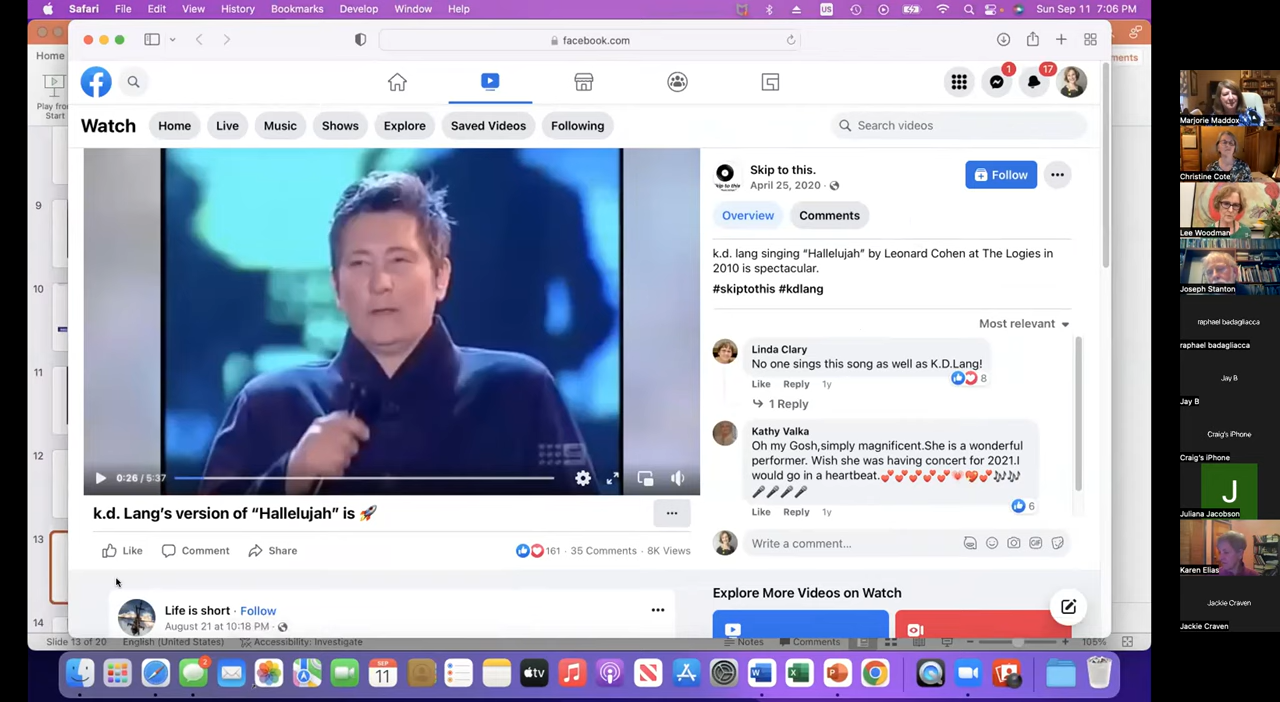 Safari File Edit View History Bookmarks Develop Window Help
US
Sun Sep 11 7:06 PM
facebook.com
Home
ments
Play from
Start
9
10
11
12
13
14
1
17
Watch
Home Live Music Shows Explore Saved Videos Following
Search videos
0:26 / 5:37
k.d. Lang's version of "Hallelujah" is 🚀
Like Comment Share
161 · 35 Comments · 8K Views
Life is short · Follow
August 21 at 10:18 PM ·
Skip to this.
April 25, 2020 ·
Follow
Overview Comments
k.d. lang singing "Hallelujah" by Leonard Cohen at The Logies in
2010 is spectacular.
#skiptothis #kdlang
Most relevant
Linda Clary
No one sings this song as well as K.D.Lang!
8
Like Reply 1y
1 Reply
Kathy Valka
Oh my Gosh,simply magnificent.She is a wonderful
performer. Wish she was having concert for 2021.I
would go in a heartbeat.
6
Like Reply 1y
Write a comment...
GIF
Explore More Videos on Watch
Slide 13 of 20 English (United States) Accessibility: Investigate
Notes Comments 105%
SEP
11
2
tv
Marjorie Maddox
Christine Cote
Lee Woodman
Joseph Stanton
raphael badagliacca
raphael badagliacca
Jay B
Jay B
Craig's iPhone
Craig's iPhone
J
Juliana Jacobson
Karen Elias
Jackie Craven
Jackie Craven